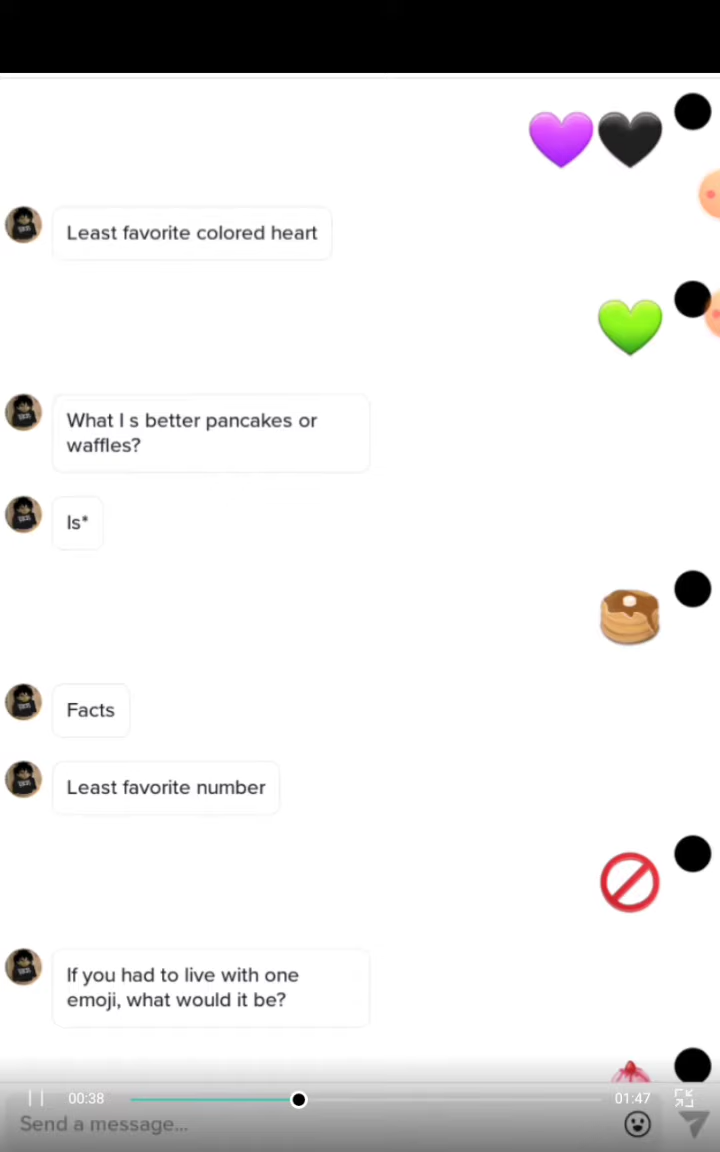 Least favorite colored heart
What I s better pancakes or
waffles?
Is*
Facts
Least favorite number
If you had to live with one
emoji, what would it be?
00:38
01:47
Send a message...